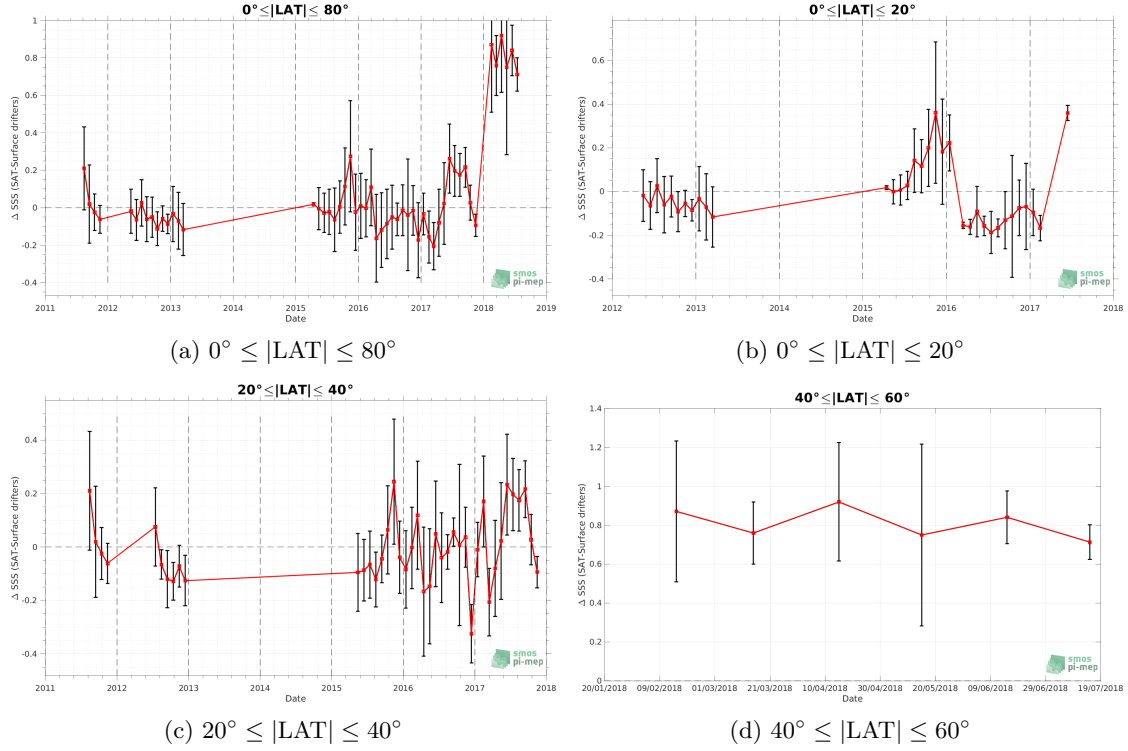 0°≤|LAT|≤ 80°
Δ SSS (SAT-Surface drifters)
1
0.8
0.6
0.4
0.2
0
-0.2
-0.4
2011 2012 2013 2014 2015 2016 2017 2018 2019
Date
smos
pi-mep
(a) 0° ≤ |LAT| ≤ 80°
0°≤|LAT|≤ 20°
Δ SSS (SAT-Surface drifters)
0.6
0.4
0.2
0
-0.2
-0.4
2012 2013 2014 2015 2016 2017 2018
Date
smos
pi-mep
(b) 0° ≤ |LAT| ≤ 20°
20°≤|LAT|≤ 40°
Δ SSS (SAT-Surface drifters)
0.4
0.2
0
-0.2
-0.4
2011 2012 2013 2014 2015 2016 2017 2018
Date
smos
pi-mep
(c) 20° ≤ |LAT| ≤ 40°
40°≤|LAT|≤ 60°
Δ SSS (SAT-Surface drifters)
1.4
1.2
1
0.8
0.6
0.4
0.2
0
20/01/2018 09/02/2018 01/03/2018 21/03/2018 10/04/2018 30/04/2018 20/05/2018 09/06/2018 29/06/2018 19/07/2018
Date
smos
pi-mep
(d) 40° ≤ |LAT| ≤ 60°